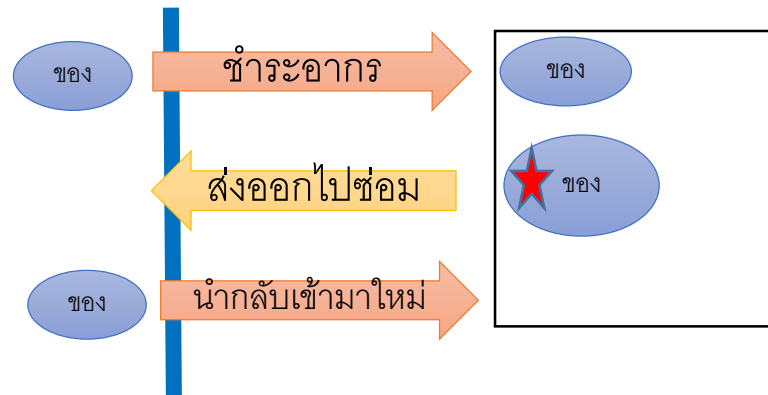 ของ
ชำระอากร
ของ
ส่งออกไปซ่อม
ของ
ของ
นำกลับเข้ามาใหม่